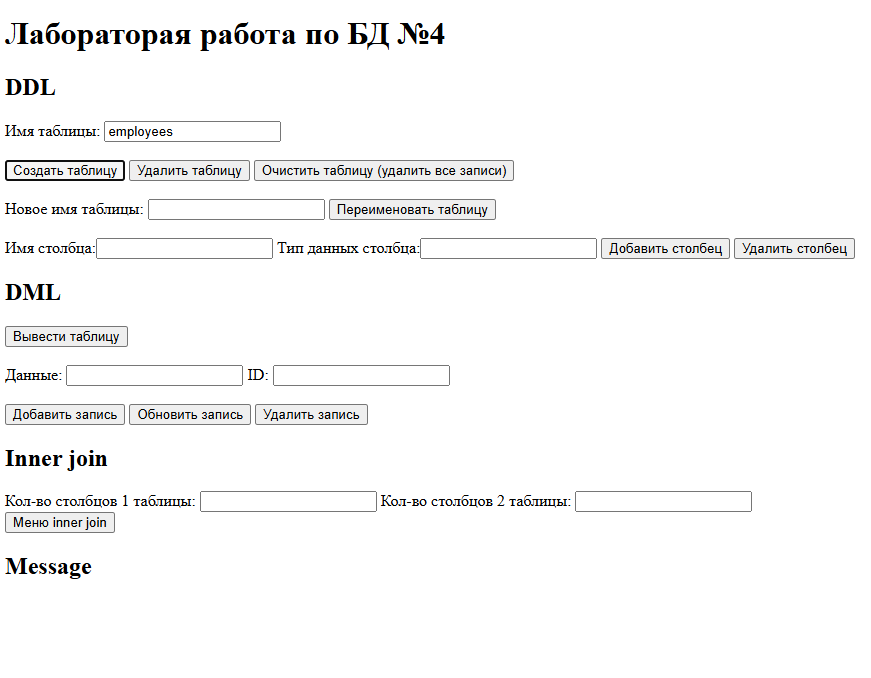 Лабораторая работа по БД №4
DDL
Имя таблицы: employees
Создать таблицу Удалить таблицу Очистить таблицу (удалить все записи)
Новое имя таблицы: Переименовать таблицу
Имя столбца: Тип данных столбца: Добавить столбец Удалить столбец
DML
Вывести таблицу
Данные: ID:
Добавить запись Обновить запись Удалить запись
Inner join
Кол-во столбцов 1 таблицы: Кол-во столбцов 2 таблицы:
Меню inner join
Message